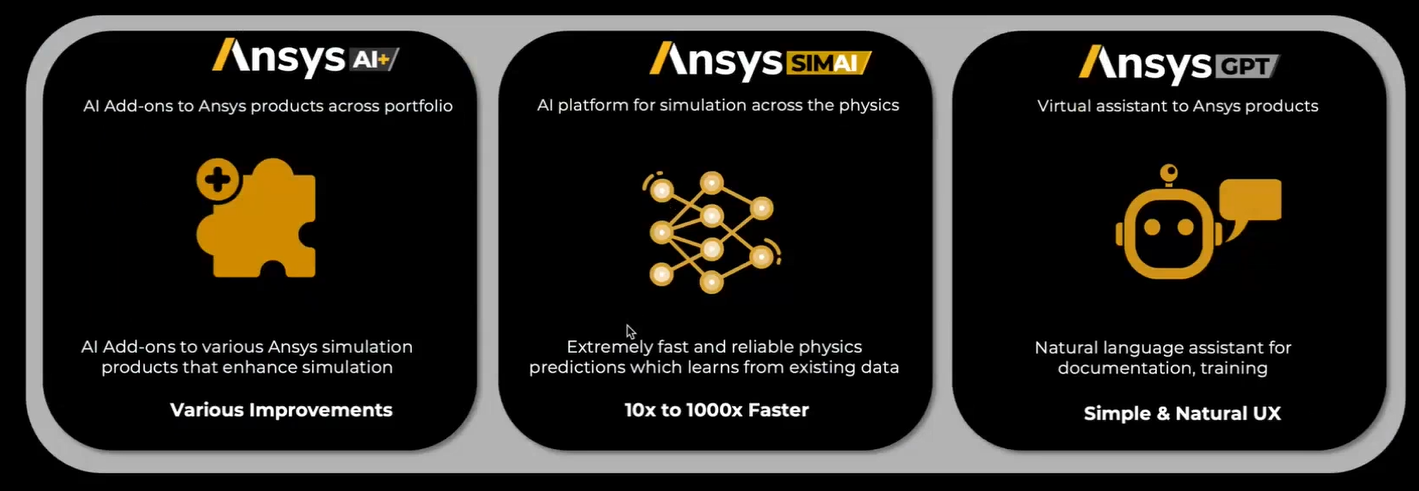 Ansys AI+
AI Add-ons to Ansys products across portfolio
AI Add-ons to various Ansys simulation
products that enhance simulation
Various Improvements
Ansys SIMAI
AI platform for simulation across the physics
Extremely fast and reliable physics
predictions which learns from existing data
10x to 1000x Faster
Ansys GPT
Virtual assistant to Ansys products
Natural language assistant for
documentation, training
Simple & Natural UX